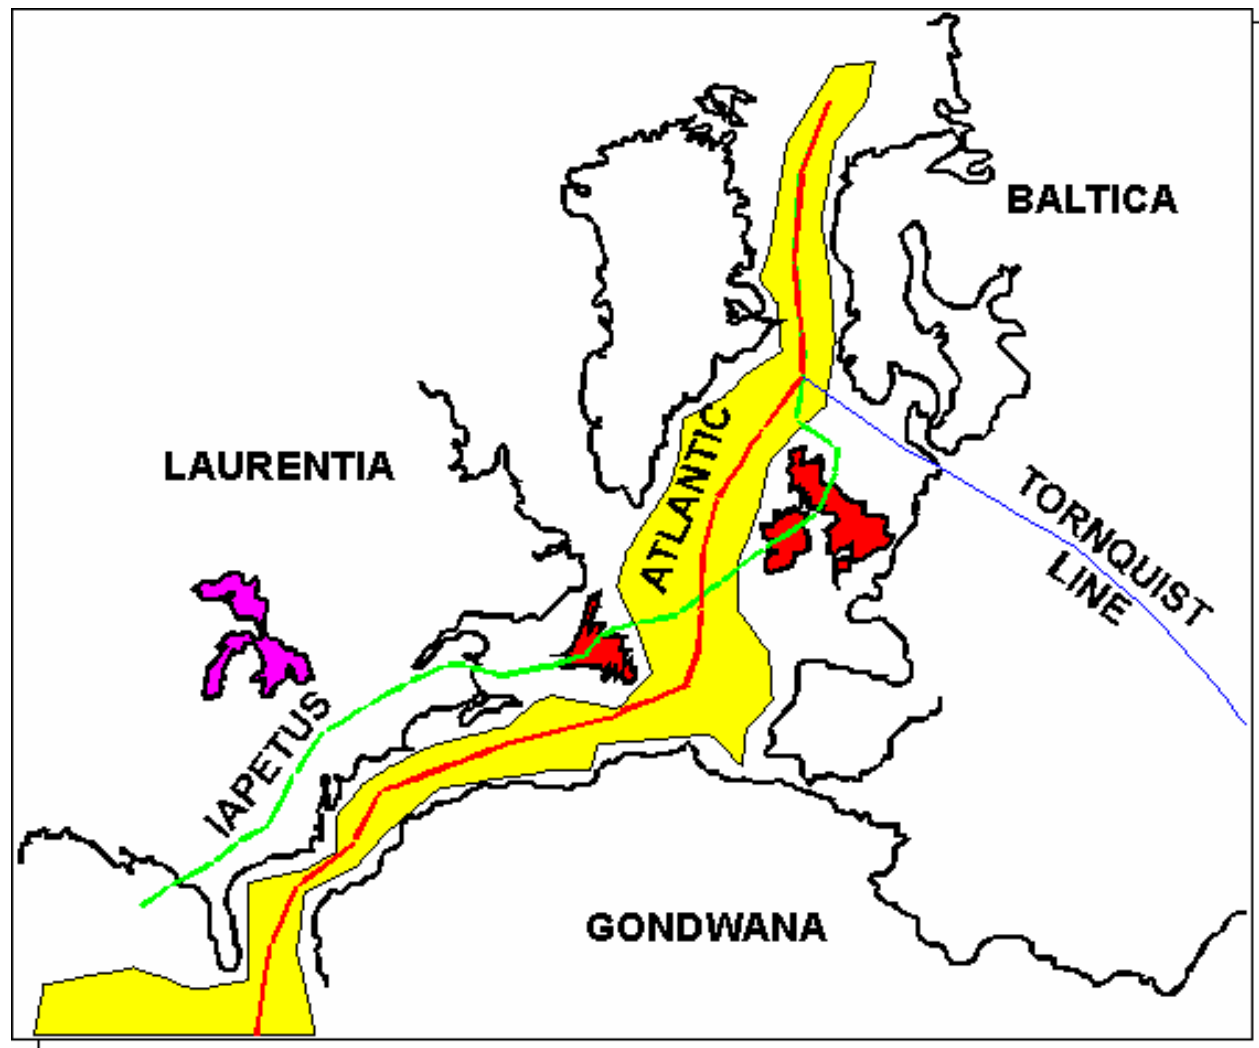 BALTICA
LAURENTIA
ATLANTIC
TORNQUIST
LINE
IAPETUS
GONDWANA